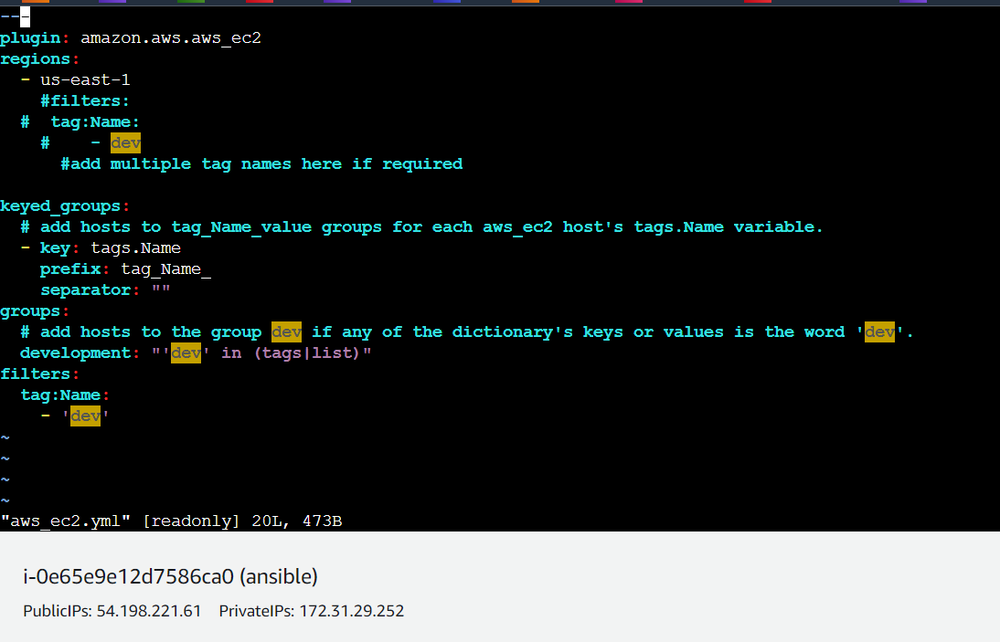 ---
plugin: amazon.aws.aws_ec2
regions:
  - us-east-1
    #filters:
  #  tag:Name:
    #    - dev
      #add multiple tag names here if required

keyed_groups:
  # add hosts to tag_Name_value groups for each aws_ec2 host's tags.Name variable.
  - key: tags.Name
    prefix: tag_Name_
    separator: ""
groups:
  # add hosts to the group dev if any of the dictionary's keys or values is the word 'dev'.
  development: "'dev' in (tags|list)"
filters:
  tag:Name:
    - 'dev'
~
~
~
~
"aws_ec2.yml" [readonly] 20L, 473B
i-0e65e9e12d7586ca0 (ansible)
PublicIPs: 54.198.221.61    PrivateIPs: 172.31.29.252